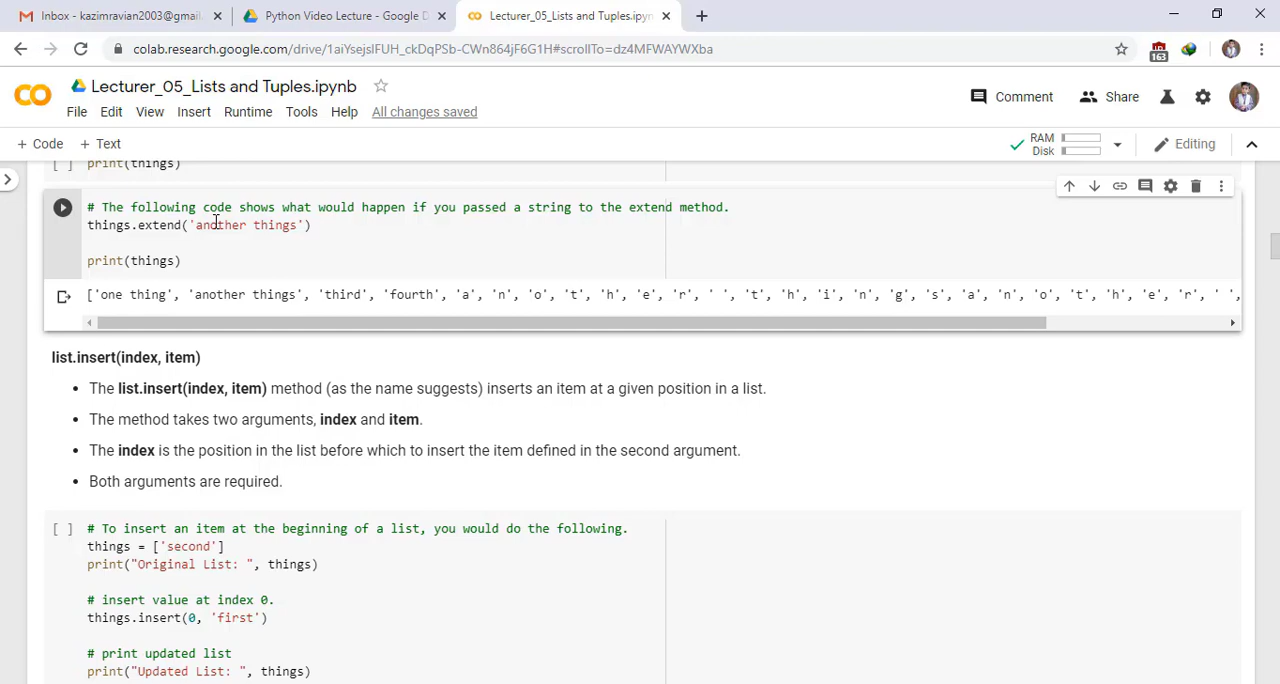 Inbox - kazimravian2003@gmail.
Python Video Lecture - Google D
Lecturer_05_Lists and Tuples.ipyn
colab.research.google.com/drive/1aiYsejslFUH_ckDqPSb-CWn864jF6G1H#scrollTo=dz4MFWAYWXba
163
CO
Lecturer_05_Lists and Tuples.ipynb
Comment
Share
File Edit View Insert Runtime Tools Help All changes saved
+ Code + Text
RAM
Disk
Editing
[ ] print(things)
# The following code shows what would happen if you passed a string to the extend method.
things.extend('another things')
print(things)
['one thing', 'another things', 'third', 'fourth', 'a', 'n', 'o', 't', 'h', 'e', 'r', ' ', 't', 'h', 'i', 'n', 'g', 's', 'a', 'n', 'o', 't', 'h', 'e', 'r', ' ',
list.insert(index, item)
• The list.insert(index, item) method (as the name suggests) inserts an item at a given position in a list.
• The method takes two arguments, index and item.
• The index is the position in the list before which to insert the item defined in the second argument.
• Both arguments are required.
[ ] # To insert an item at the beginning of a list, you would do the following.
things = ['second']
print("Original List: ", things)
# insert value at index 0.
things.insert(0, 'first')
# print updated list
print("Updated List: ", things)